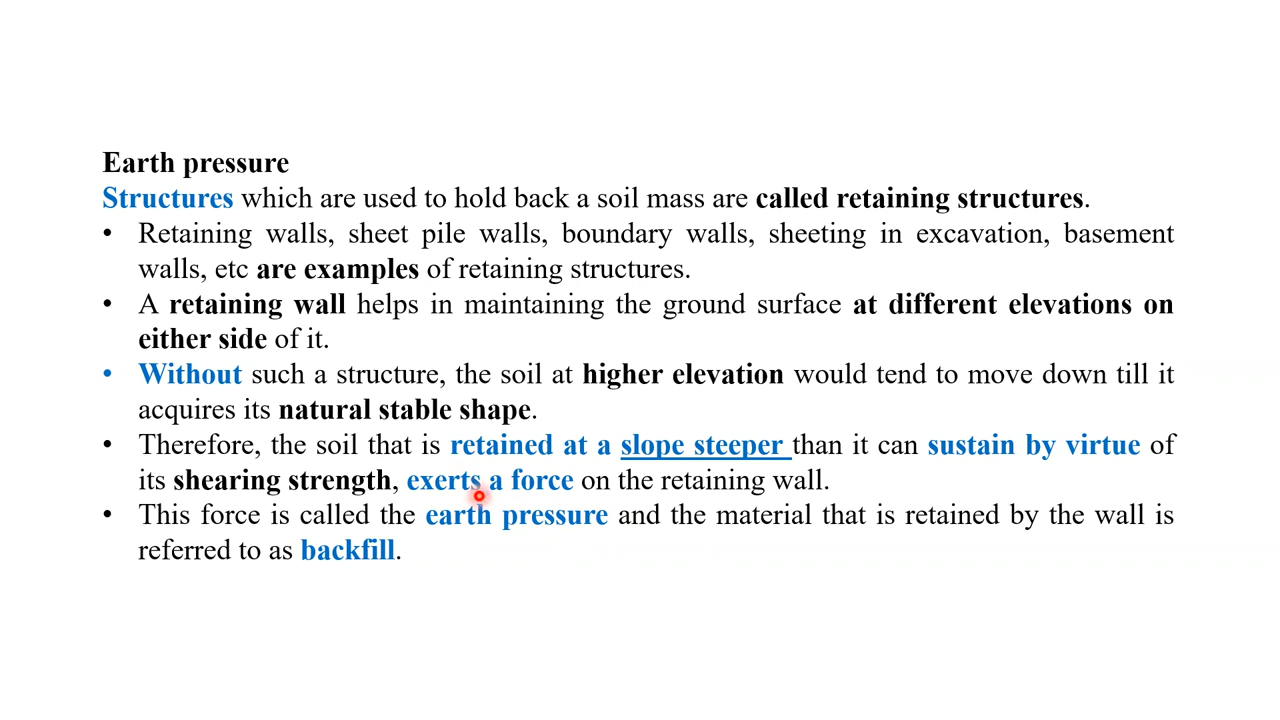 Earth pressure
Structures which are used to hold back a soil mass are called retaining structures.
• Retaining walls, sheet pile walls, boundary walls, sheeting in excavation, basement
walls, etc are examples of retaining structures.
• A retaining wall helps in maintaining the ground surface at different elevations on
either side of it.
• Without such a structure, the soil at higher elevation would tend to move down till it
acquires its natural stable shape.
• Therefore, the soil that is retained at a slope steeper than it can sustain by virtue of
its shearing strength, exerts a force on the retaining wall.
• This force is called the earth pressure and the material that is retained by the wall is
referred to as backfill.